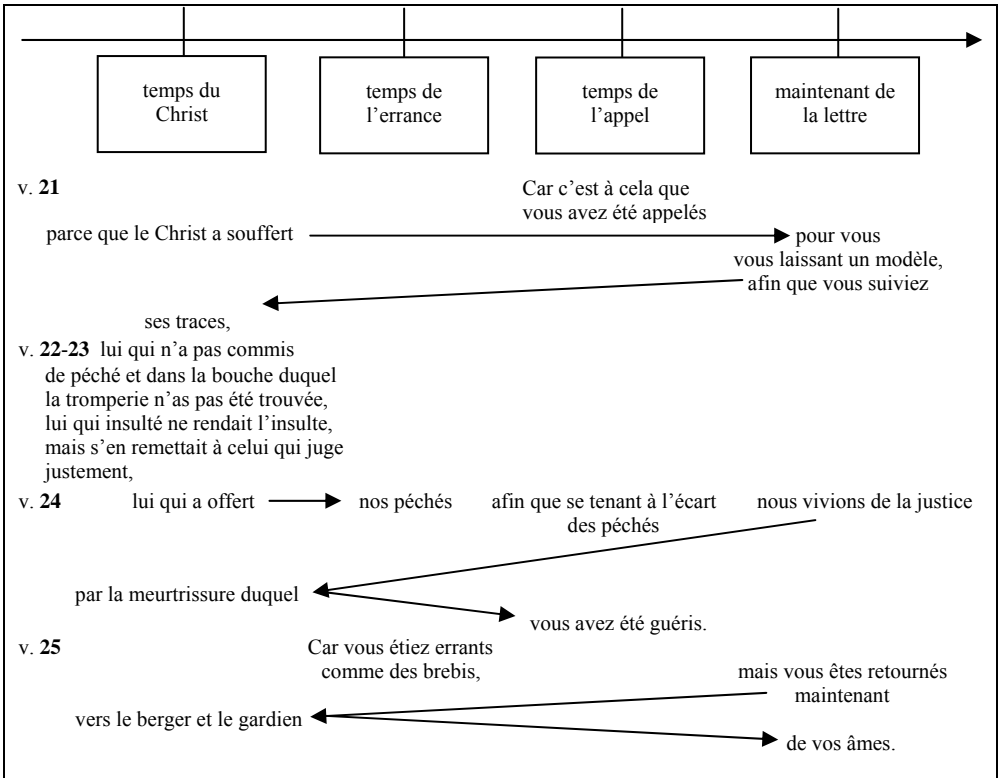 temps du
Christ
temps de
l’errance
temps de
l’appel
maintenant de
la lettre
v. 21
Car c’est à cela que
vous avez été appelés
parce que le Christ a souffert
pour vous
vous laissant un modèle,
afin que vous suiviez
ses traces,
v. 22-23 lui qui n'a pas commis
de péché et dans la bouche duquel
la tromperie n’as pas été trouvée,
lui qui insulté ne rendait l’insulte,
mais s’en remettait à celui qui juge
justement,
v. 24 lui qui a offert nos péchés afin que se tenant à l’écart nous vivions de la justice
des péchés
par la meurtrissure duquel
vous avez été guéris.
v. 25 Car vous étiez errants
comme des brebis,
mais vous êtes retournés
maintenant
vers le berger et le gardien
de vos âmes.